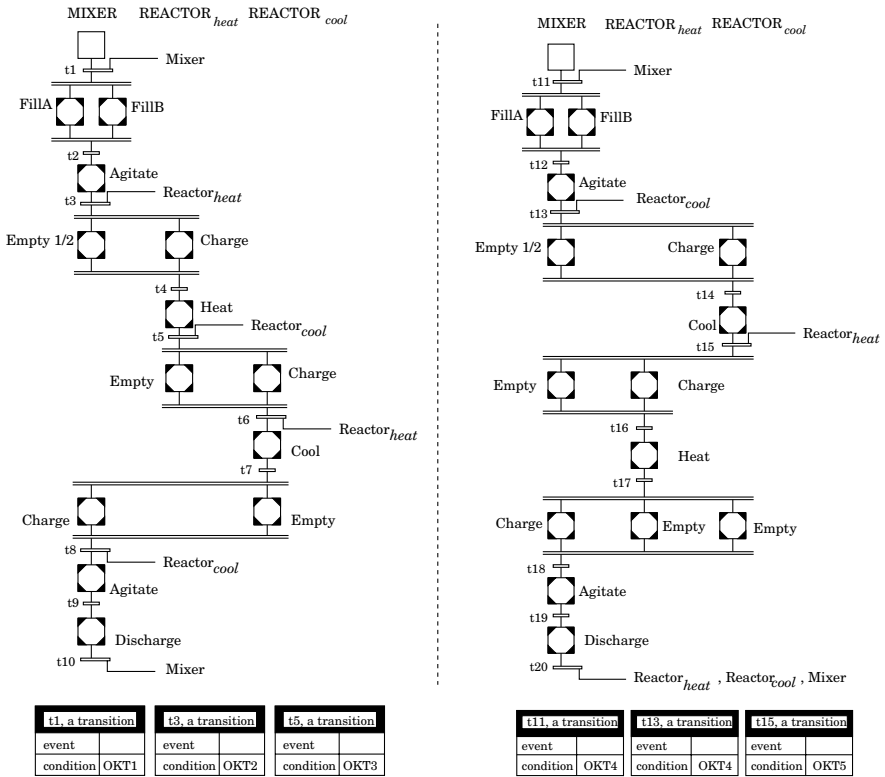 MIXER REACTOR heat REACTOR cool
t1 Mixer
FillA FillB
t2
Agitate
t3 Reactor heat
Empty 1/2 Charge
t4
Heat
t5 Reactor cool
Empty Charge
t6
Reactor heat
Cool
t7
Charge Empty
t8
Reactor cool
Agitate
t9
Discharge
t10 Mixer
t1, a transition t3, a transition t5, a transition
event event event
condition OKT1 condition OKT2 condition OKT3
MIXER REACTOR heat REACTOR cool
t11 Mixer
FillA FillB
t12
Agitate
t13 Reactor cool
Empty 1/2 Charge
t14
Cool
t15 Reactor heat
Empty Charge
t16
Heat
t17
Charge Empty Empty
t18
Agitate
t19
Discharge
t20
Reactor heat , Reactor cool , Mixer
t11, a transition t13, a transition t15, a transition
event event event
condition OKT4 condition OKT4 condition OKT5